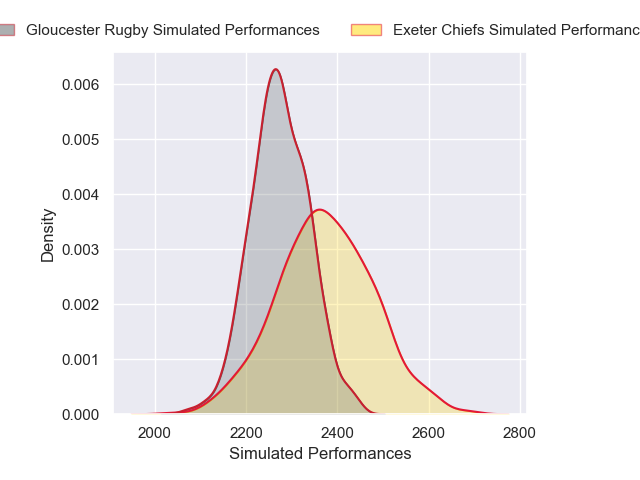 Gloucester Rugby Simulated Performances
Exeter Chiefs Simulated Performanc
0.006
0.005
0.004
0.003
0.002
0.001
0.000
Density
2000 2200 2400 2600 2800
Simulated Performances